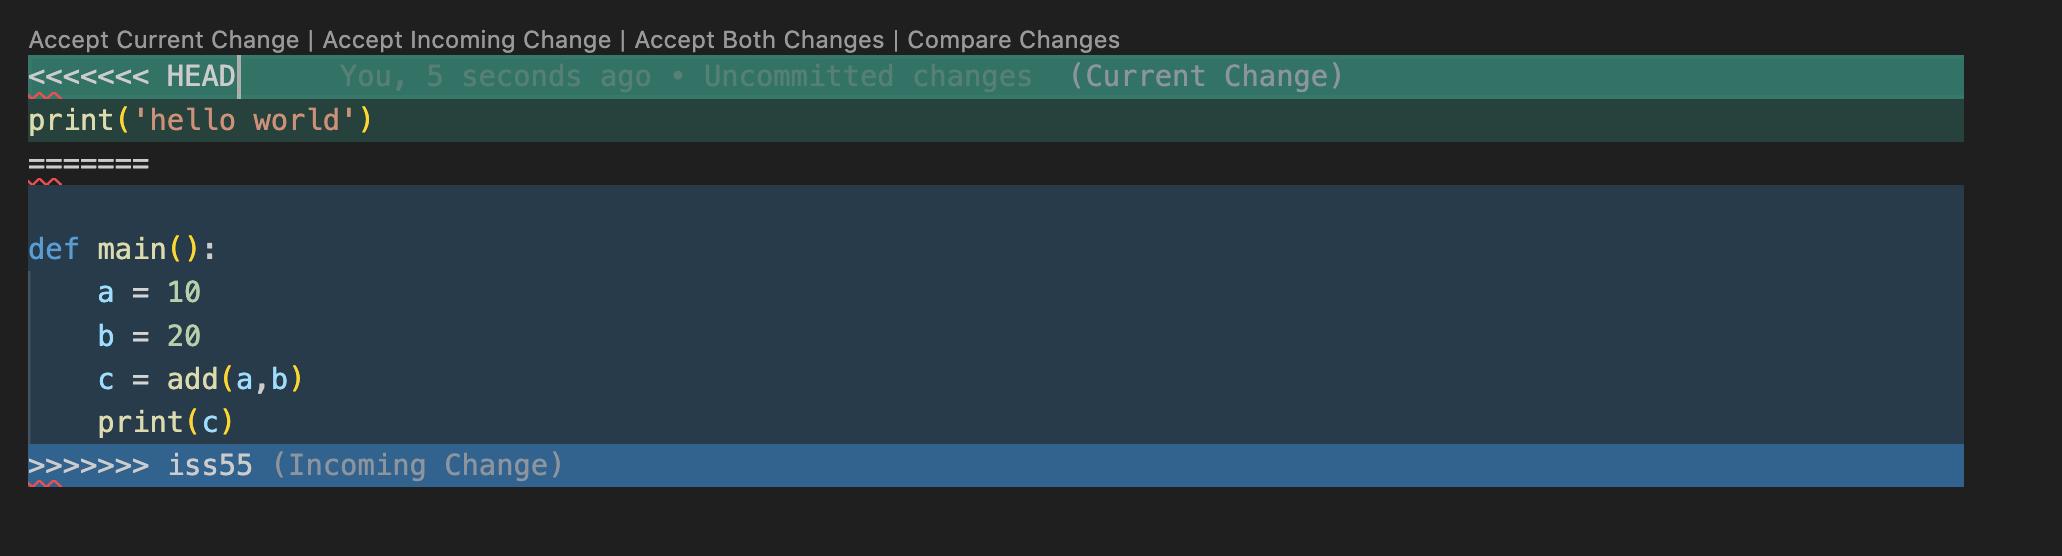 Accept Current Change | Accept Incoming Change | Accept Both Changes | Compare Changes
<<<<<<< HEAD You, 5 seconds ago • Uncommitted changes (Current Change)
print('hello world')
=======
def main():
    a = 10
    b = 20
    c = add(a,b)
    print(c)
>>>>>>> iss55 (Incoming Change)